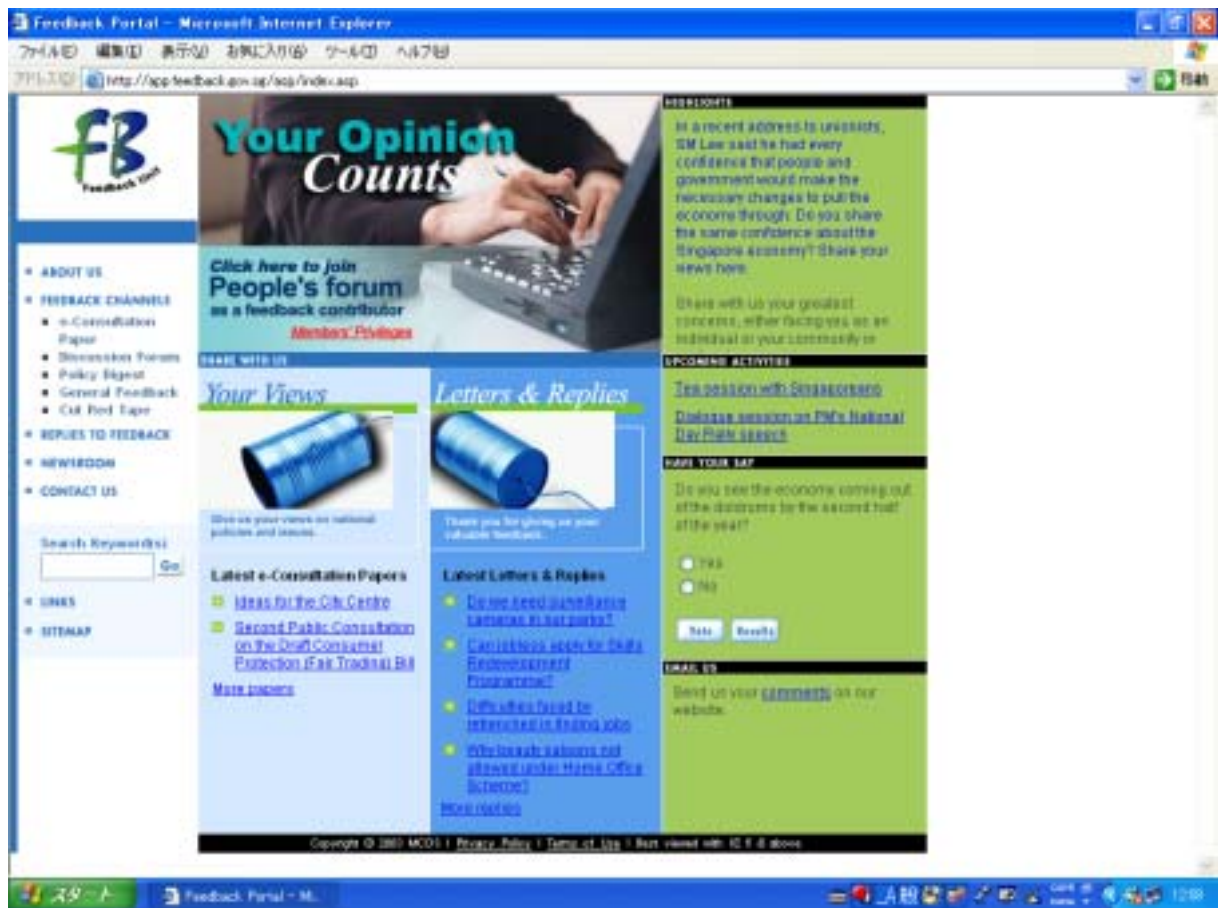 Feedback Portal - Microsoft Internet Explorer
ファイル(F) 編集(E) 表示(V) お気に入り(A) ツール(T) ヘルプ(H)
アドレス(D) http://app.feedback.gov.sg/asp/index.asp 移動
FB
Feedback Unit
ABOUT US
FEEDBACK CHANNELS
e-Consultation
Paper
Discussion Forum
Policy Digest
General Feedback
Cut Red Tape
REPLIES TO FEEDBACK
NEWSROOM
CONTACT US
Search Keyword(s)
Go
LINKS
SITEMAP
Your Opinion
Counts
Click here to join
People's forum
as a feedback contributor
Members' Privileges
SHARE WITH US
Your Views
Give us your views on national
policies and issues.
Latest e-Consultation Papers
Ideas for the City Centre
Second Public Consultation
on the Draft Consumer
Protection (Fair Trading) Bill
More papers
Letters & Replies
Thank you for giving us your
valuable feedback.
Latest Letters & Replies
Do we need surveillance
cameras in our parks?
Can jobless apply for Skills
Redevelopment
Programme?
Difficulties faced by
retrenched in finding jobs
Why beauty saloons not
allowed under Home Office
Scheme?
More replies
HIGHLIGHTS
In a recent address to unionists,
SM Lee said he had every
confidence that people and
government would make the
necessary changes to pull the
economy through. Do you share
the same confidence about the
Singapore economy? Share your
views here.
Share with us your greatest
concerns, either facing you as an
individual or your community or
UPCOMING ACTIVITIES
Tea session with Singaporeans
Dialogue session on PM's National
Day Rally speech
HAVE YOUR SAY
Do you see the economy coming out
of the doldrums by the second half
of the year?
Yes
No
Vote Results
EMAIL US
Send us your comments on our
website.
Copyright © 2003 MCDS | Privacy Policy | Terms of Use | Best viewed with IE above
スタート Feedback Portal - M... A 般 12:08